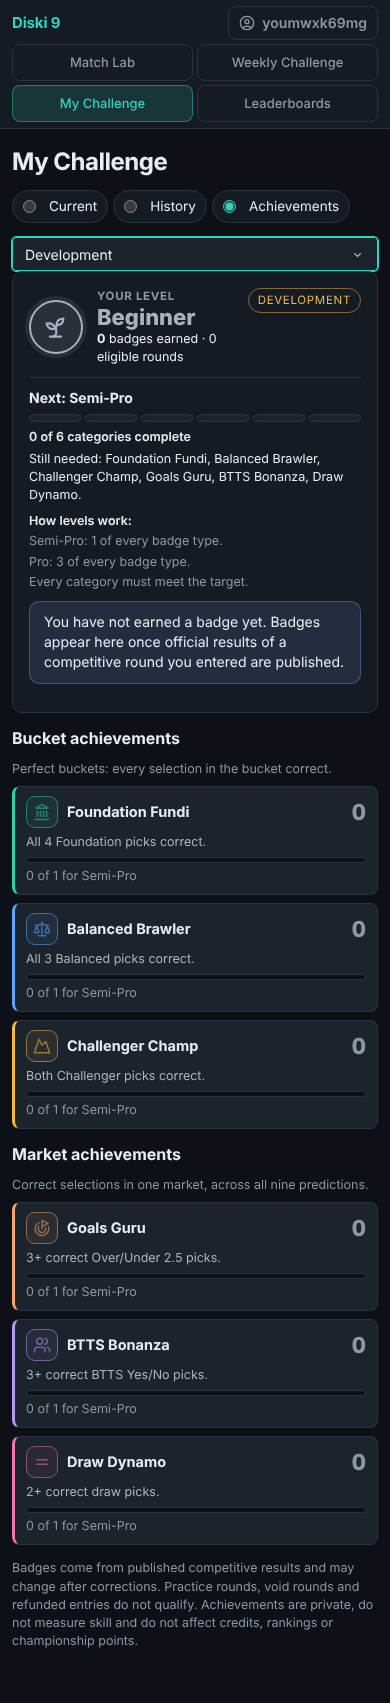 Diski 9
youmwxk69mg
Match Lab
Weekly Challenge
My Challenge
Leaderboards
My Challenge
Current
History
Achievements
Development
YOUR LEVEL
DEVELOPMENT
Beginner
0 badges earned · 0
eligible rounds
Next: Semi-Pro
0 of 6 categories complete
Still needed: Foundation Fundi, Balanced Brawler,
Challenger Champ, Goals Guru, BTTS Bonanza, Draw
Dynamo.
How levels work:
Semi-Pro: 1 of every badge type.
Pro: 3 of every badge type.
Every category must meet the target.
You have not earned a badge yet. Badges
appear here once official results of a
competitive round you entered are published.
Bucket achievements
Perfect buckets: every selection in the bucket correct.
Foundation Fundi 0
All 4 Foundation picks correct.
0 of 1 for Semi-Pro
Balanced Brawler 0
All 3 Balanced picks correct.
0 of 1 for Semi-Pro
Challenger Champ 0
Both Challenger picks correct.
0 of 1 for Semi-Pro
Market achievements
Correct selections in one market, across all nine predictions.
Goals Guru 0
3+ correct Over/Under 2.5 picks.
0 of 1 for Semi-Pro
BTTS Bonanza 0
3+ correct BTTS Yes/No picks.
0 of 1 for Semi-Pro
Draw Dynamo 0
2+ correct draw picks.
0 of 1 for Semi-Pro
Badges come from published competitive results and may
change after corrections. Practice rounds, void rounds and
refunded entries do not qualify. Achievements are private, do
not measure skill and do not affect credits, rankings or
championship points.